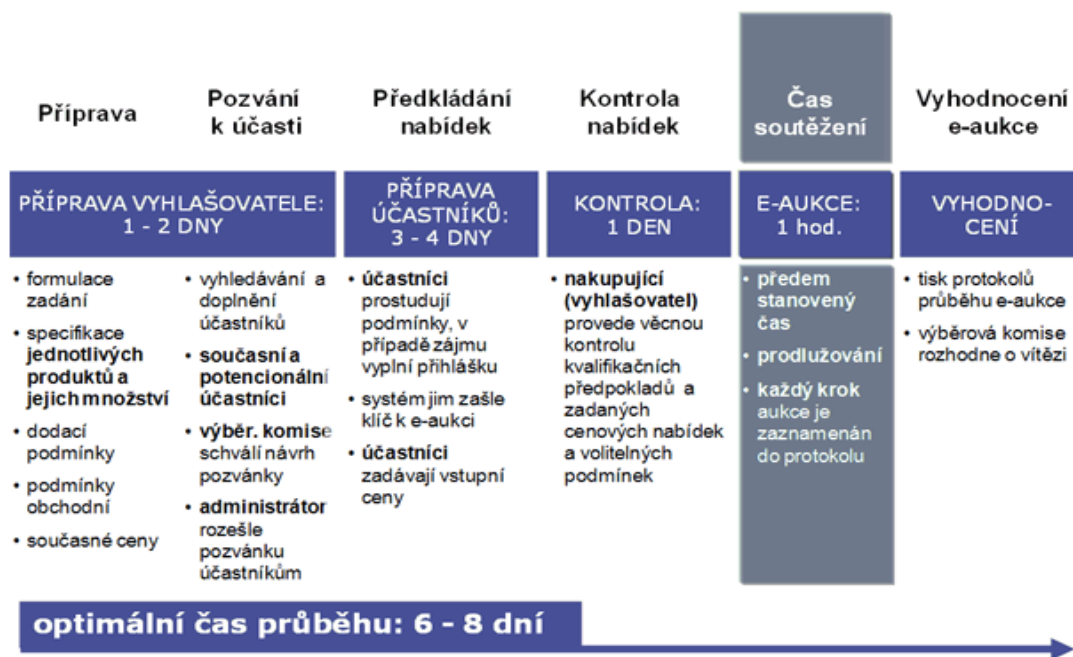 Příprava
Pozvání
k účasti
Předkládání
nabídek
Kontrola
nabídek
Čas
soutěžení
Vyhodnocení
e-aukce
PŘÍPRAVA VYHLAŠOVATELE:
1 - 2 DNY
PŘÍPRAVA
ÚČASTNÍKŮ:
3 - 4 DNY
KONTROLA:
1 DEN
E-AUKCE:
1 hod.
VYHODNO-
CENÍ
• formulace
zadání
• specifikace
jednotlivých
produktů a
jejich množství
• dodací
podmínky
• podmínky
obchodní
• současné ceny
• vyhledávání a
doplnění
účastníků
• současní a
potencionální
účastníci
• výběr. komise
schválí návrh
pozvánky
• administrátor
rozešle
pozvánku
účastníkům
• účastníci
prostudují
podmínky, v
případě zájmu
vyplní přihlášku
• systém jim zašle
klíč k e-aukci
• účastníci
zadávají vstupní
ceny
• nakupující
(vyhlašovatel)
provede věcnou
kontrolu
kvalifikačních
předpokladů a
zadaných
cenových nabídek
a volitelných
podmínek
• předem
stanovený
čas
• prodlužování
• každý krok
aukce je
zaznamenán
do protokolu
• tisk protokolů
průběhu e-aukce
• výběrová komise
rozhodne o vítězi
optimální čas průběhu: 6 - 8 dní